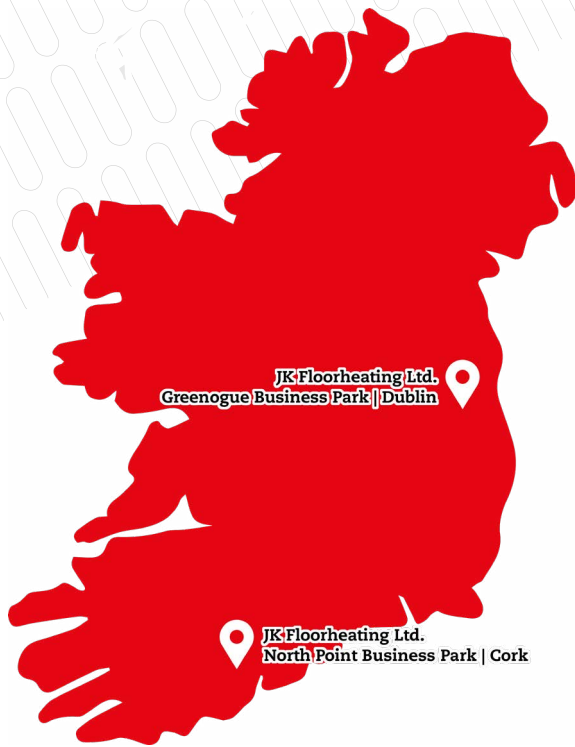 JK Floorheating Ltd.
Greenogue Business Park | Dublin
JK Floorheating Ltd.
North Point Business Park | Cork